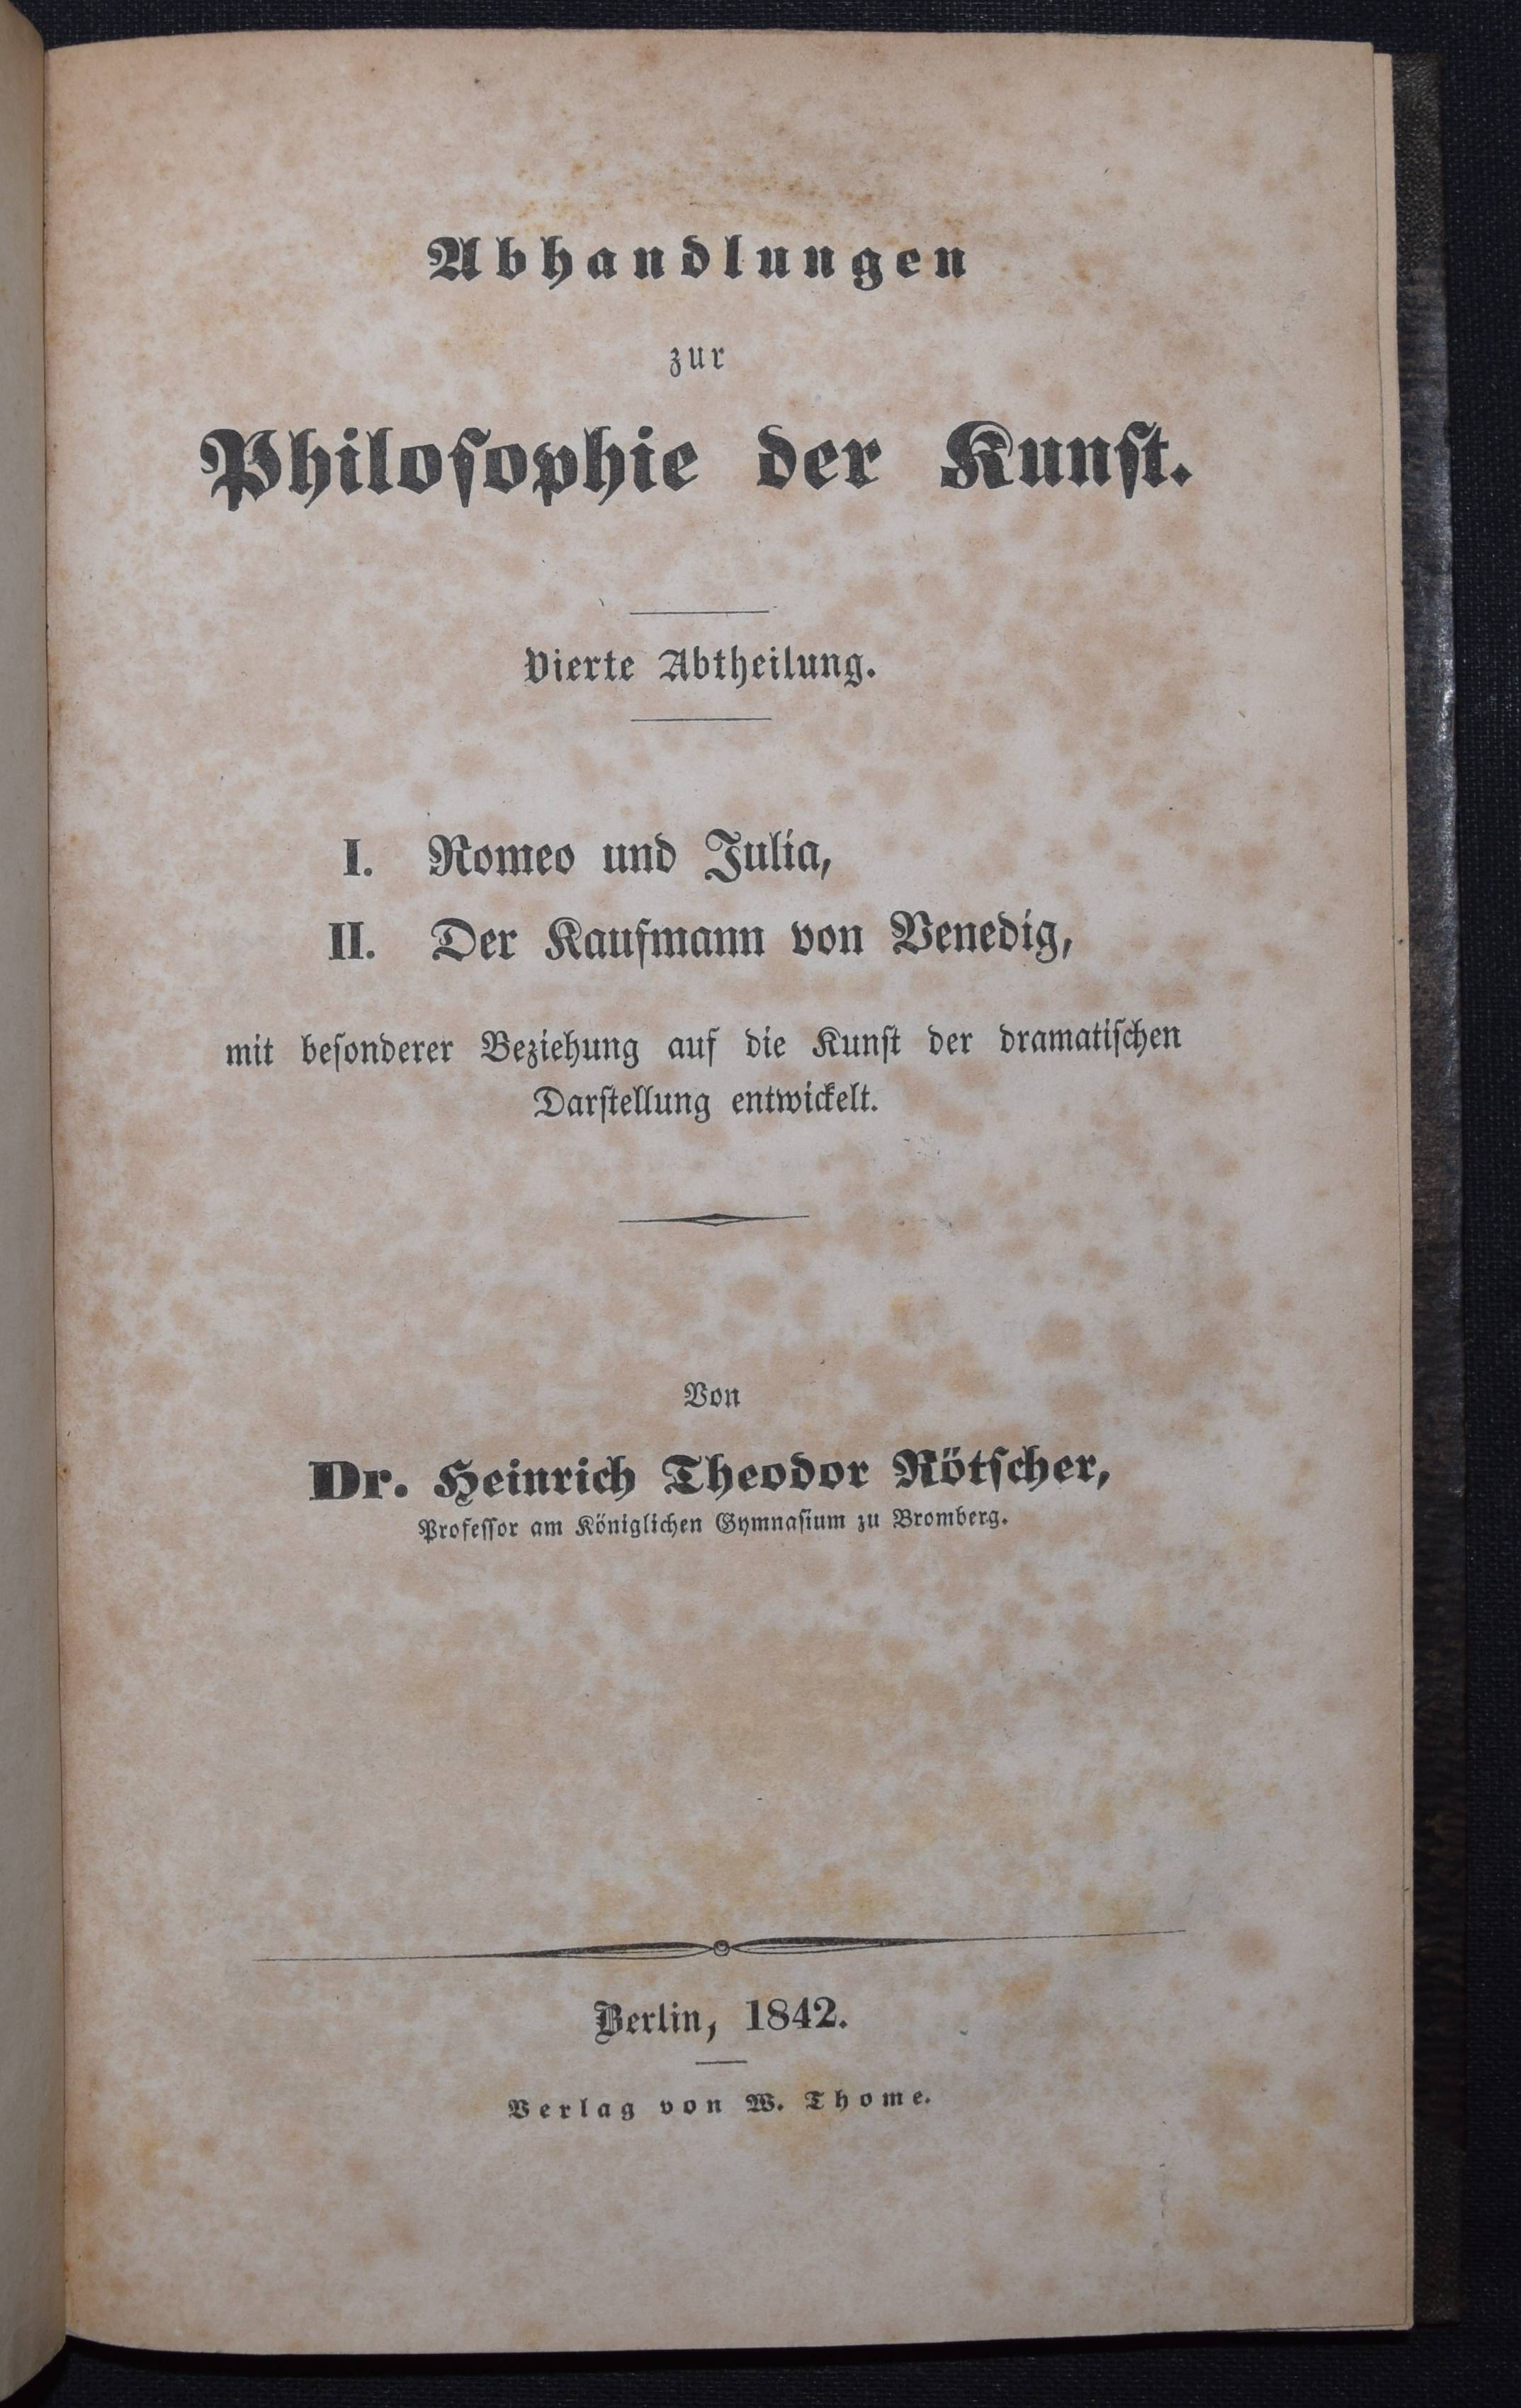 Abhandlungen
zur
Philoſophie der Kunſt.
Vierte Abtheilung.
I. Romeo und Julia,
II. Der Kaufmann von Venedig,
mit beſonderer Beziehung auf die Kunſt der dramatiſchen
Darſtellung entwickelt.
Von
Dr. Heinrich Theodor Rötſcher,
Profeſſor am Königlichen Gymnaſium zu Bromberg.
Berlin, 1842.
Verlag von W. Thome.